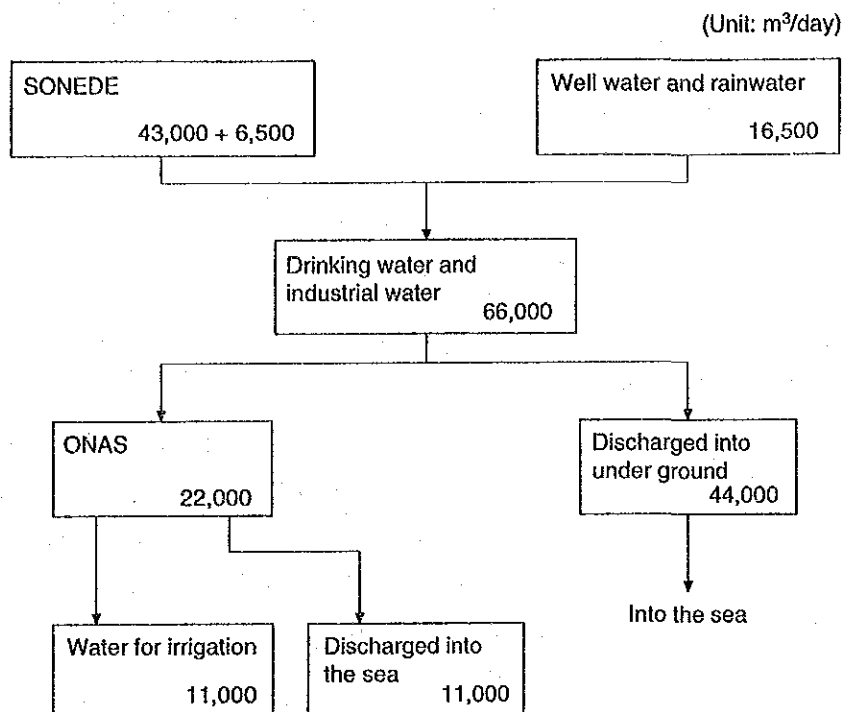 (Unit: m³/day)
SONEDE
43,000 + 6,500
Well water and rainwater
16,500
Drinking water and
industrial water
66,000
ONAS
22,000
Discharged into
under ground
44,000
Into the sea
Water for irrigation
11,000
Discharged into
the sea
11,000